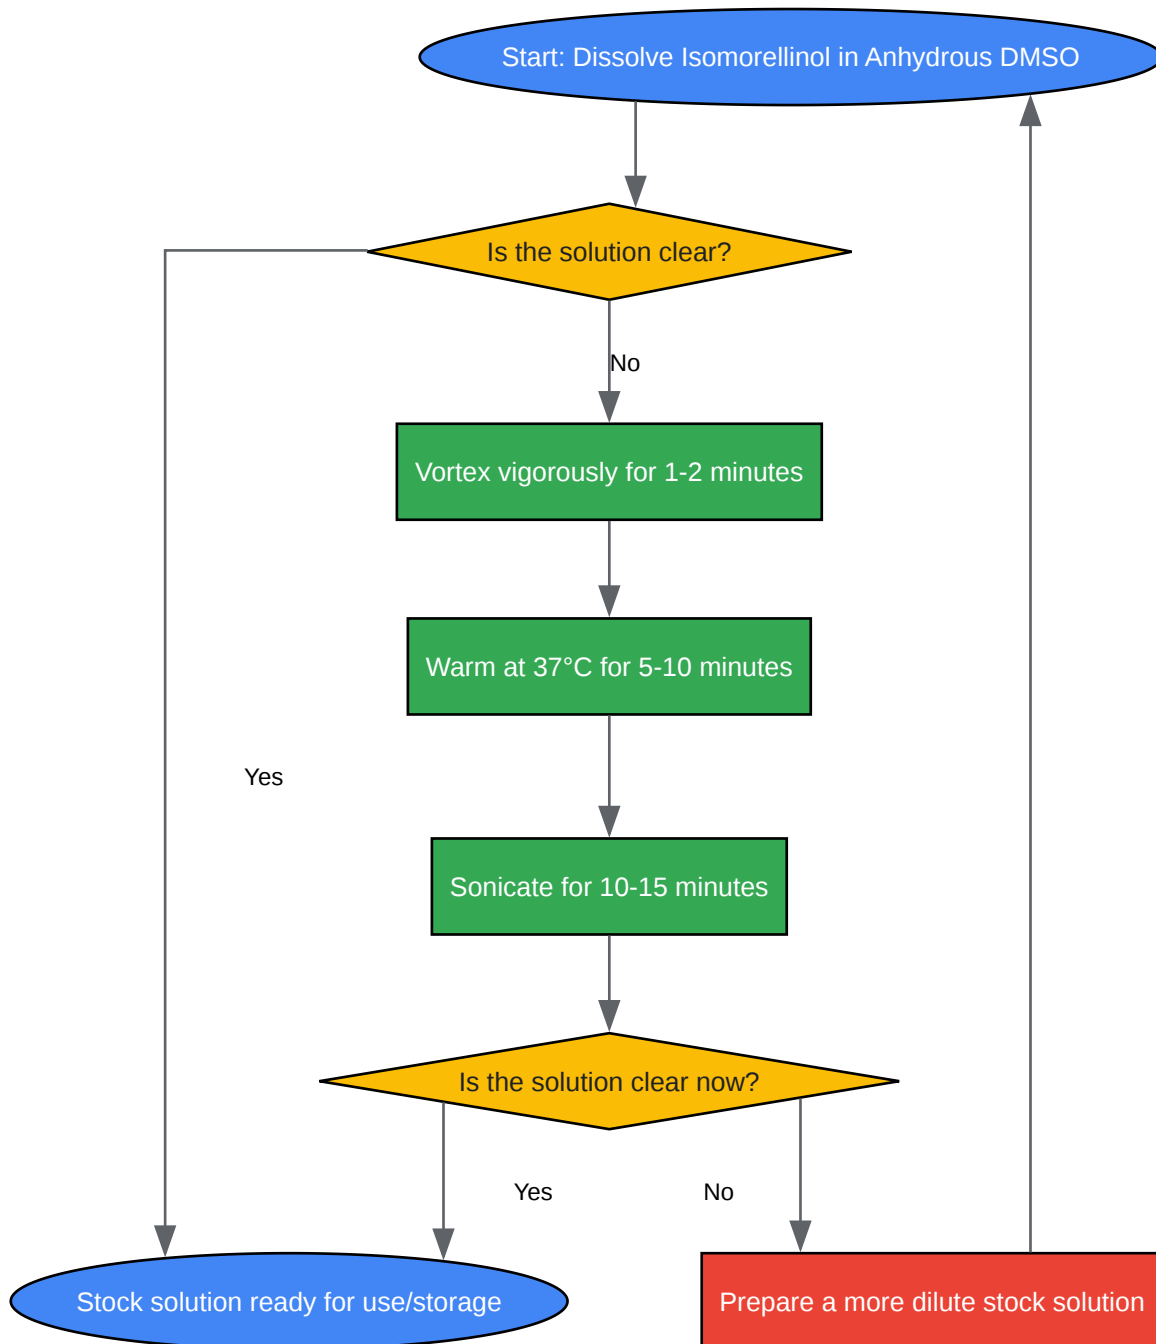 Start: Dissolve Isomorellinol in Anhydrous DMSO
Is the solution clear?
No
Vortex vigorously for 1-2 minutes
Warm at 37°C for 5-10 minutes
Yes
Sonicate for 10-15 minutes
Is the solution clear now?
Yes
No
Stock solution ready for use/storage
Prepare a more dilute stock solution